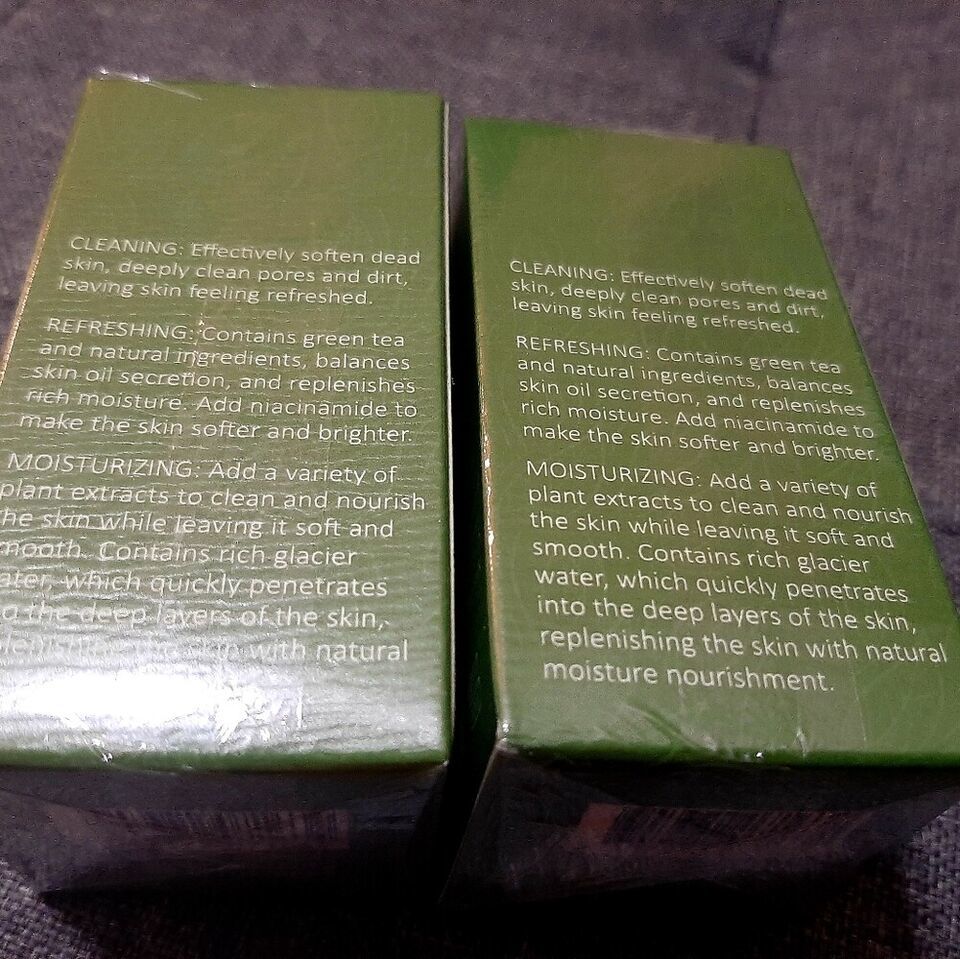 CLEANING: Effectively soften dead
skin, deeply clean pores and dirt,
leaving skin feeling refreshed.
REFRESHING: Contains green tea
and natural ingredients, balances
skin oil secretion, and replenishes
rich moisture. Add niacinamide to
make the skin softer and brighter.
MOISTURIZING: Add a variety of
plant extracts to clean and nourish
the skin while leaving it soft and
mooth. Contains rich glacier
ater, which quickly penetrates
o the deep layers of the skin,
plenishing the skin with natural
CLEANING: Effectively soften dead
skin, deeply clean pores and dirt,
leaving skin feeling refreshed.
REFRESHING: Contains green tea
and natural ingredients, balances
skin oil secretion, and replenishes
rich moisture. Add niacinamide to
make the skin softer and brighter.
MOISTURIZING: Add a variety of
plant extracts to clean and nourish
the skin while leaving it soft and
smooth. Contains rich glacier
water, which quickly penetrates
into the deep layers of the skin,
replenishing the skin with natural
moisture nourishment.